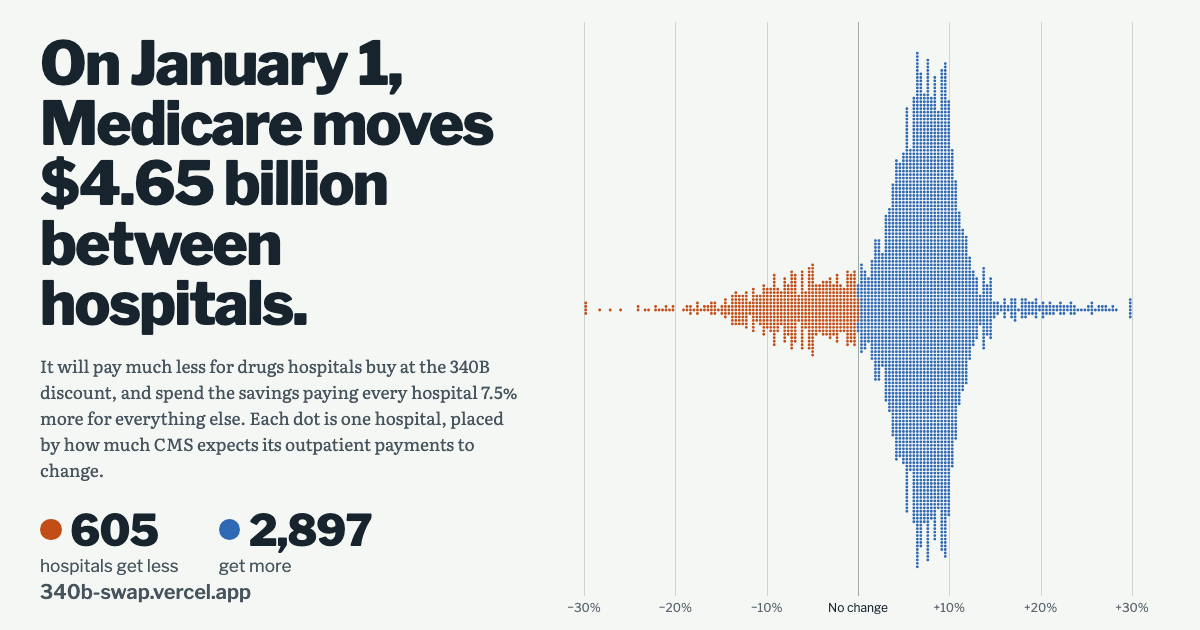 On January 1,
Medicare moves
$4.65 billion
between
hospitals.
It will pay much less for drugs hospitals buy at the 340B
discount, and spend the savings paying every hospital 7.5%
more for everything else. Each dot is one hospital, placed
by how much CMS expects its outpatient payments to
change.
605
2,897
hospitals get less
get more
340b-swap.vercel.app
−30%
−20%
−10%
No change
+10%
+20%
+30%